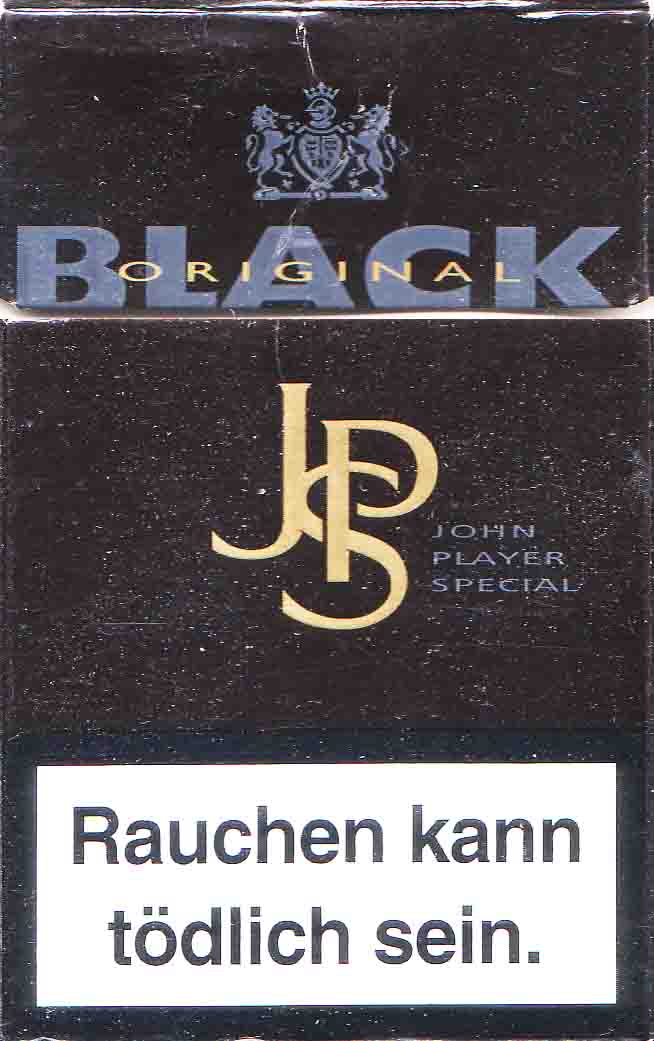 BLACK
ORIGINAL
JPS
JOHN
PLAYER
SPECIAL
Rauchen kann
tödlich sein.